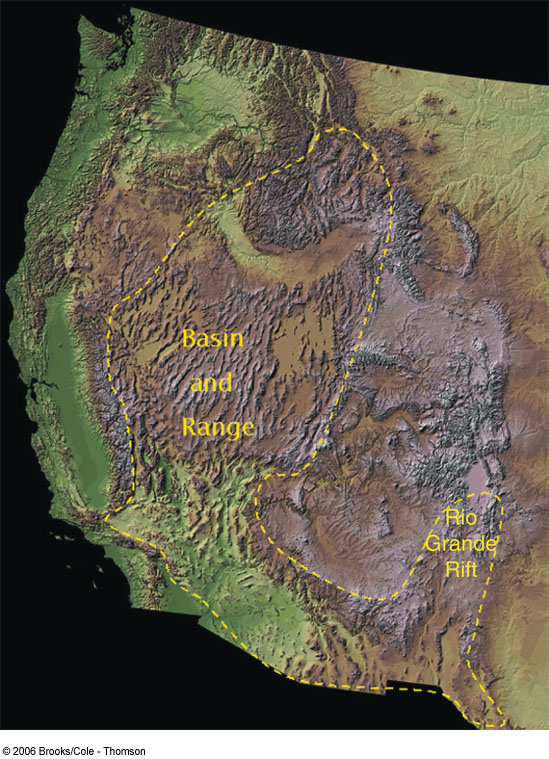 Basin
and
Range
Rio
Grande
Rift
© 2006 Brooks/Cole - Thomson